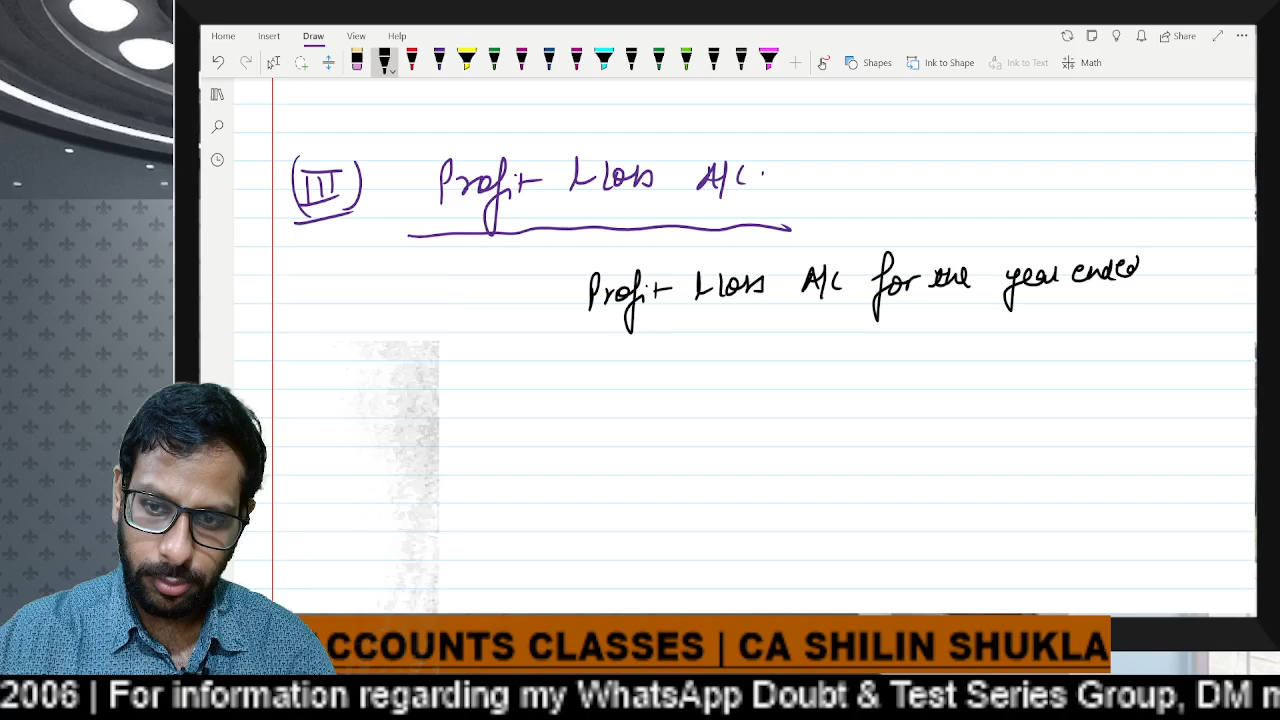 Home Insert Draw View Help
Share
Shapes Ink to Shape Ink to Text Math
(III) Profit & Loss A/C.
Profit & Loss A/C for the year ended
CCOUNTS CLASSES | CA SHILIN SHUKLA
2006 | For information regarding my WhatsApp Doubt & Test Series Group, DM